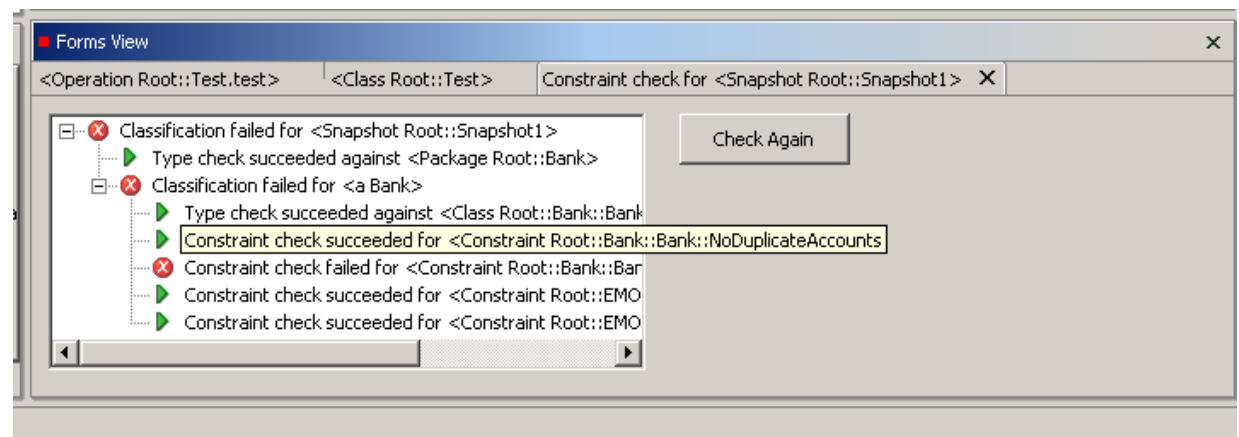 Forms View
<Operation Root::Test.test> <Class Root::Test> Constraint check for <Snapshot Root::Snapshot1>
Classification failed for <Snapshot Root::Snapshot1>
Check Again
Type check succeeded against <Package Root::Bank>
Classification failed for <a Bank>
Type check succeeded against <Class Root::Bank::Bank
Constraint check succeeded for <Constraint Root::Bank::Bank::NoDuplicateAccounts
Constraint check failed for <Constraint Root::Bank::Ban
Constraint check succeeded for <Constraint Root::EMO
Constraint check succeeded for <Constraint Root::EMO